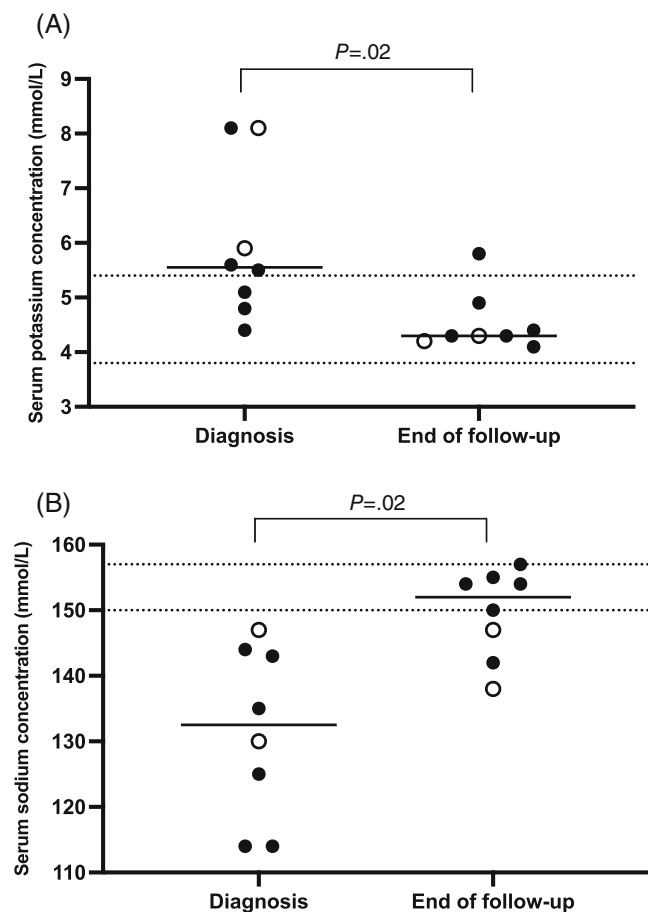 (A)
P=.02
Serum potassium concentration (mmol/L)
9
8
7
6
5
4
3
Diagnosis
End of follow-up
(B)
P=.02
Serum sodium concentration (mmol/L)
160
150
140
130
120
110
Diagnosis
End of follow-up